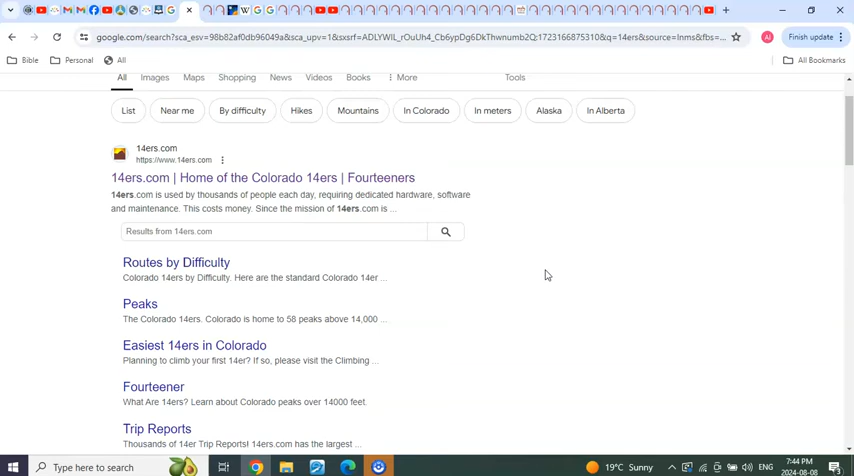 google.com/search?sca_esv=98b82af0db96049a&sca_upv=1&sxsrf=ADLYWIL_rOuUh4_Cb6ypDg6DkThwnumb2Q:1723166875310&q=14ers&source=lnms&fbs=...
AI
Finish update
Bible
Personal
All
All Bookmarks
All
Images
Maps
Shopping
News
Videos
Books
More
Tools
List
Near me
By difficulty
Hikes
Mountains
In Colorado
In meters
Alaska
In Alberta
14ers.com
https://www.14ers.com
14ers.com | Home of the Colorado 14ers | Fourteeners
14ers.com is used by thousands of people each day, requiring dedicated hardware, software
and maintenance. This costs money. Since the mission of 14ers.com is ...
Results from 14ers.com
Routes by Difficulty
Colorado 14ers by Difficulty. Here are the standard Colorado 14er ...
Peaks
The Colorado 14ers. Colorado is home to 58 peaks above 14,000 ...
Easiest 14ers in Colorado
Planning to climb your first 14er? If so, please visit the Climbing ...
Fourteener
What Are 14ers? Learn about Colorado peaks over 14000 feet.
Trip Reports
Thousands of 14er Trip Reports! 14ers.com has the largest ...
Type here to search
19°C Sunny
ENG
7:44 PM
2024-08-08
3